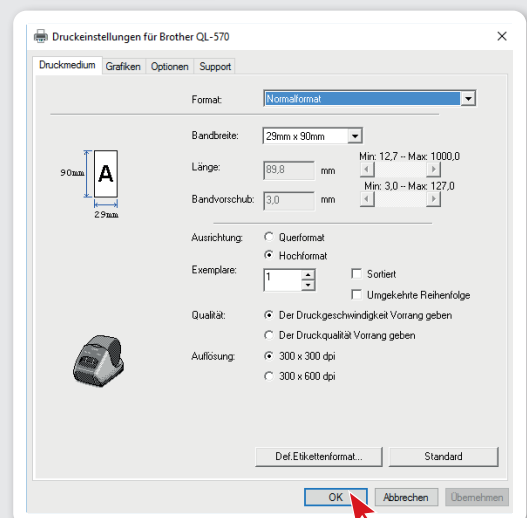 Druckeinstellungen für Brother QL-570
Druckmedium Grafiken Optionen Support
Format: Normalformat
Bandbreite: 29mm x 90mm
Länge: 89,8 mm Min: 12,7 -- Max: 1000,0
Bandvorschub: 3,0 mm Min: 3,0 -- Max: 127,0
90mm
A
29mm
Ausrichtung: Querformat
Hochformat
Exemplare: 1 Sortiert
Umgekehrte Reihenfolge
Qualität: Der Druckgeschwindigkeit Vorrang geben
Der Druckqualität Vorrang geben
Auflösung: 300 x 300 dpi
300 x 600 dpi
Def.Etikettenformat... Standard
OK Abbrechen Übernehmen